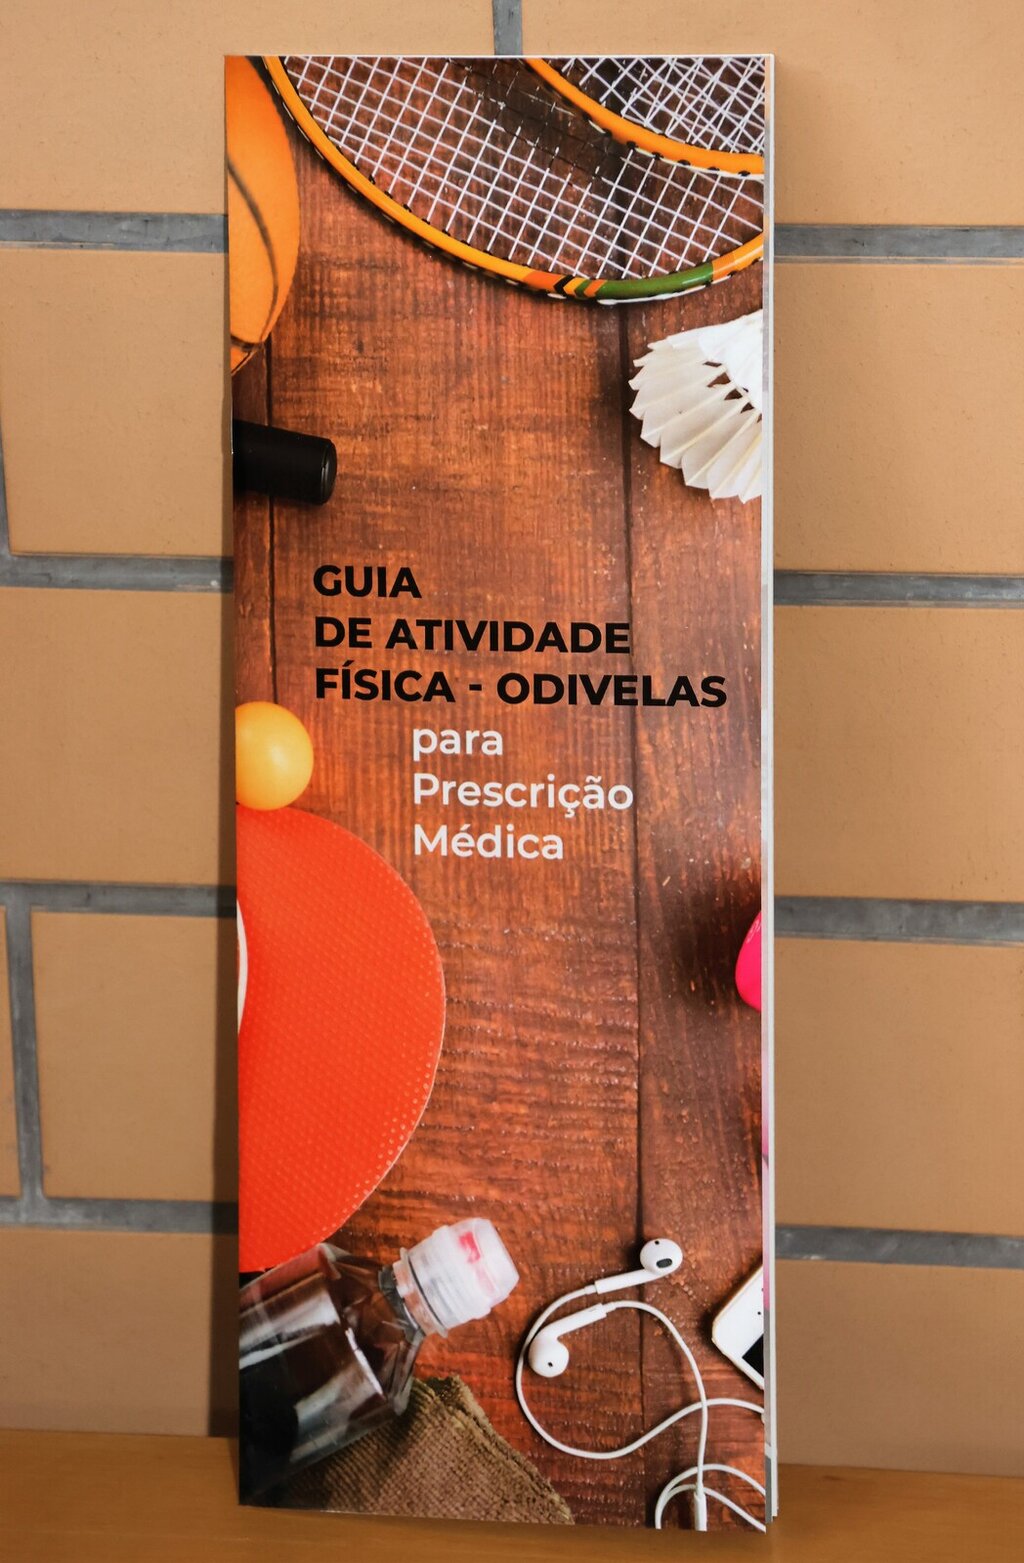 GUIA
DE ATIVIDADE
FÍSICA - ODIVELAS
para
Prescrição
Médica